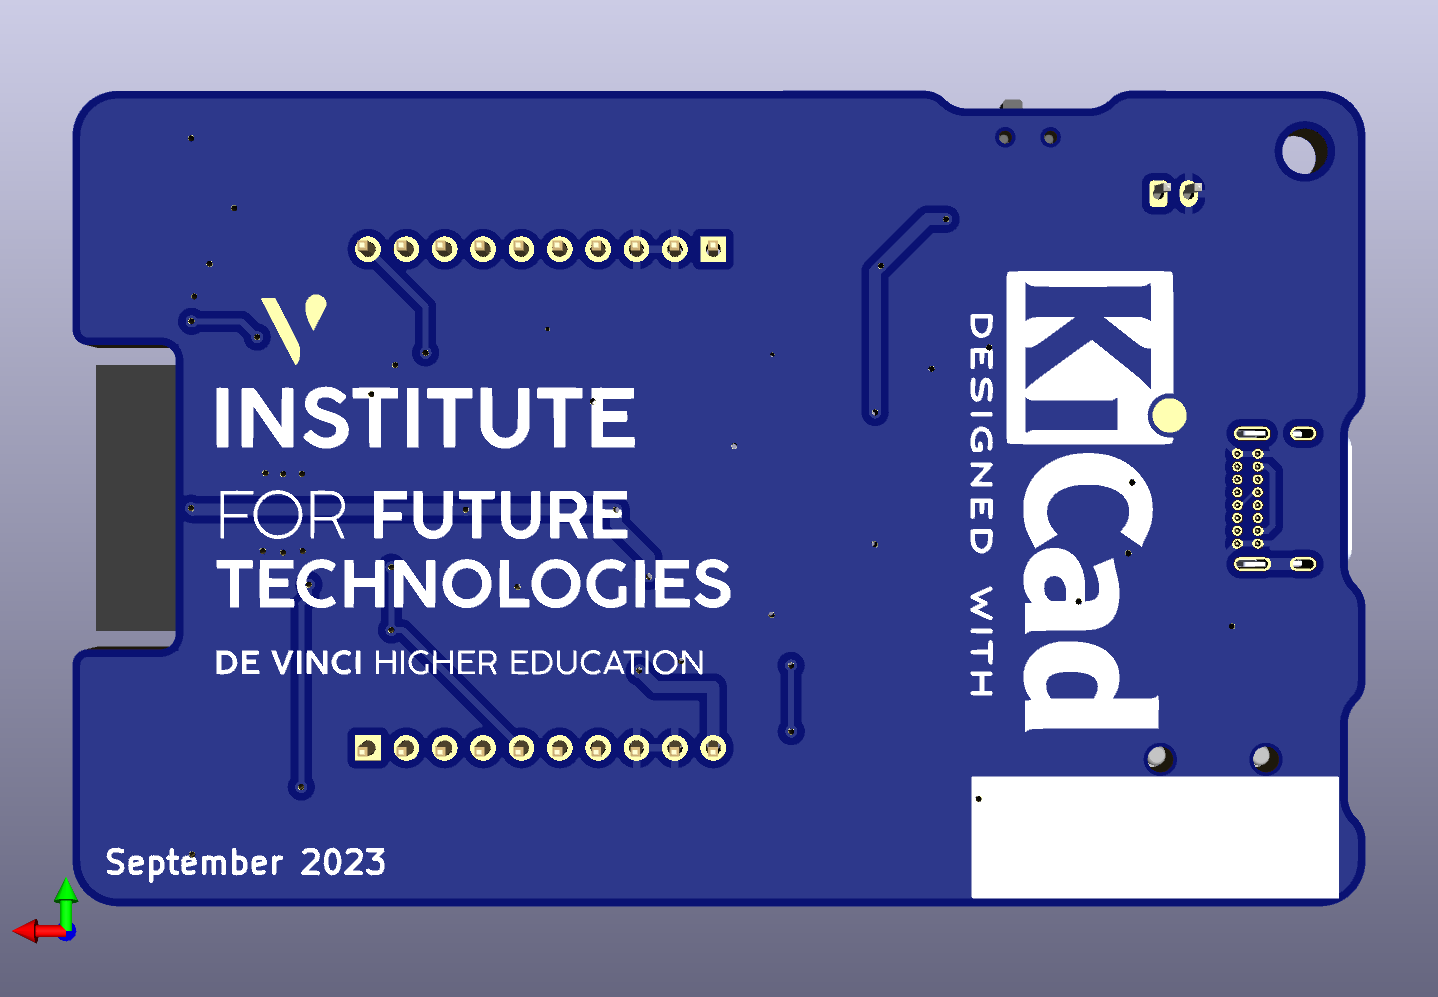 INSTITUTE
FOR FUTURE
TECHNOLOGIES
DE VINCI HIGHER EDUCATION
September 2023
DESIGNED WITH
KiCad